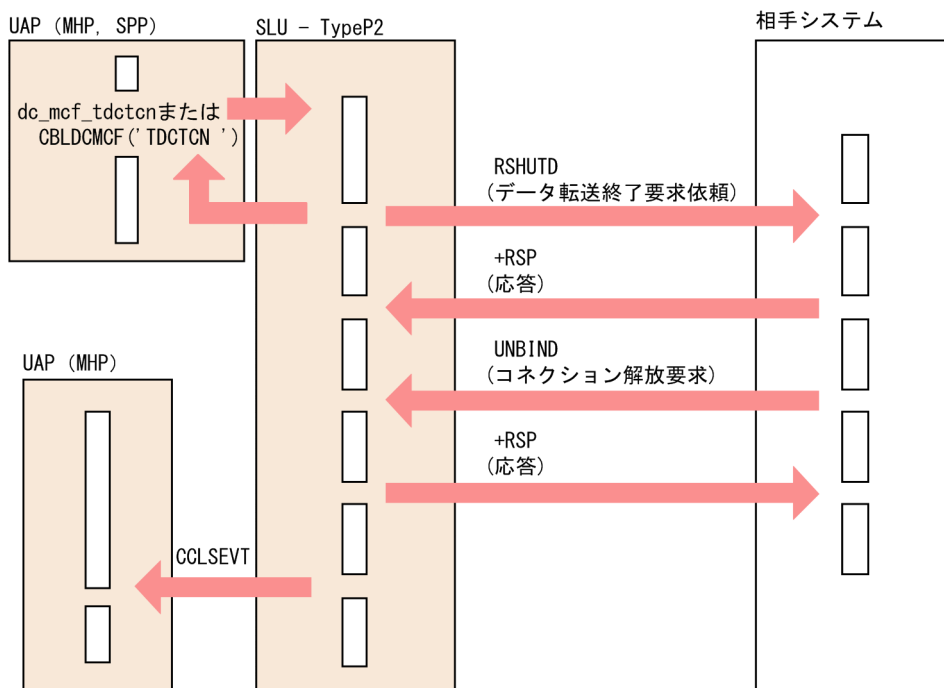 UAP (MHP, SPP)
SLU - TypeP2
相手システム
dc_mcf_tdctcnまたは
CBLDCMCF('TDCTCN ')
RSHUTD
(データ転送終了要求依頼)
+RSP
(応答)
UAP (MHP)
UNBIND
(コネクション解放要求)
+RSP
(応答)
CCLSEVT